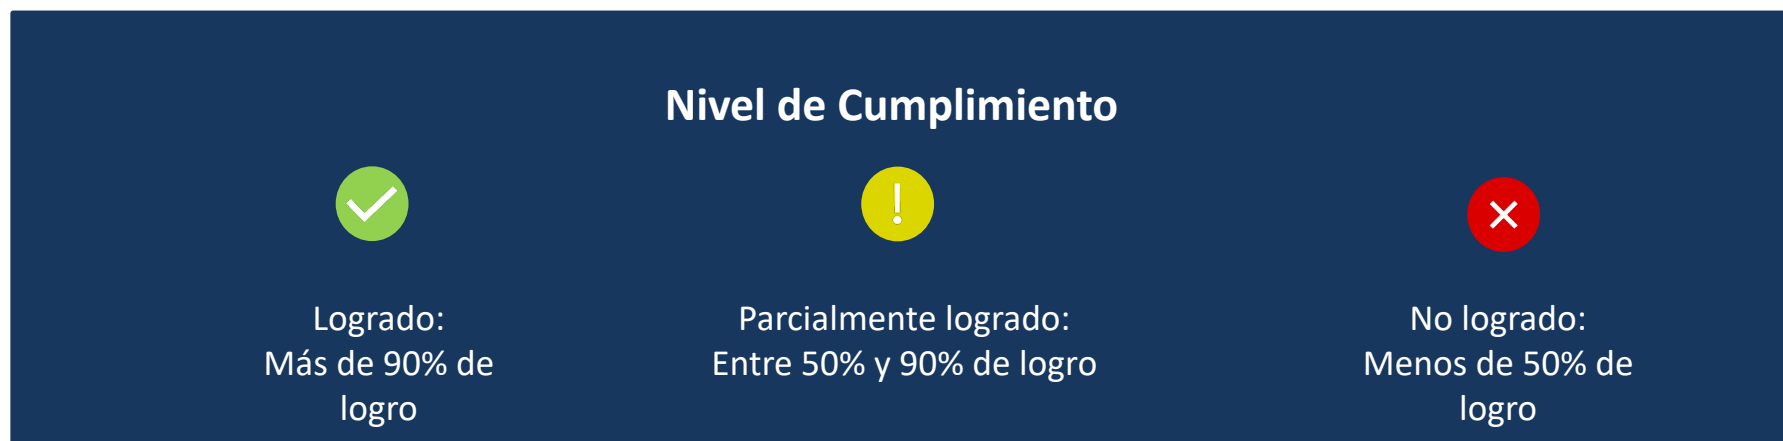 Nivel de Cumplimiento
!
Logrado:
Más de 90% de
logro
Parcialmente logrado:
Entre 50% y 90% de logro
No logrado:
Menos de 50% de
logro